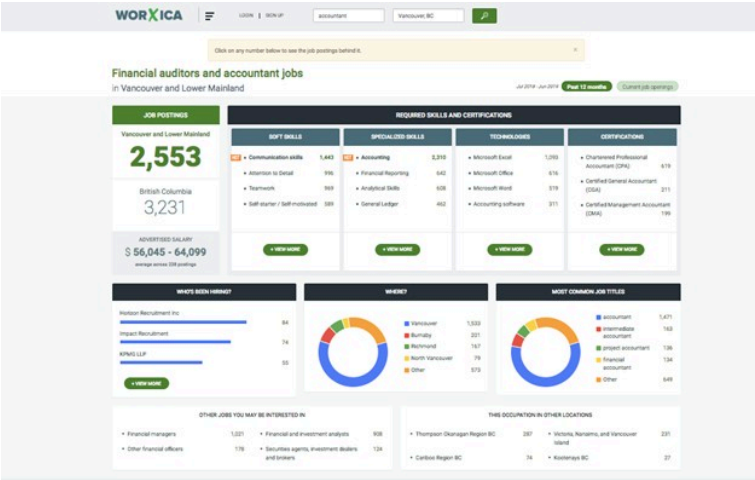 WORXICA
LOGIN | SIGN UP
accountant
Vancouver, BC
Click on any number below to see the job postings behind it.
×
Financial auditors and accountant jobs
in Vancouver and Lower Mainland
Jul 2018 - Jun 2019
Past 12 months
Current job openings
JOB POSTINGS
Vancouver and Lower Mainland
2,553
British Columbia
3,231
ADVERTISED SALARY
$ 56,045 - 64,099
REQUIRED SKILLS AND CERTIFICATIONS
SOFT SKILLS
HOT • Communication skills 1,443
• Attention to Detail 996
• Teamwork 969
• Self-starter / Self-motivated 589
+ VIEW MORE
SPECIALIZED SKILLS
HOT • Accounting 2,310
• Financial Reporting 642
• Analytical Skills 608
• General Ledger 462
+ VIEW MORE
TECHNOLOGIES
• Microsoft Excel
• Microsoft Office 616
• Microsoft Word 519
• Accounting software 371
+ VIEW MORE
CERTIFICATIONS
• Chartered Professional
Accountant (CPA) 619
• Certified General Accountant
(CGA) 211
• Certified Management Accountant
(CMA)
+ VIEW MORE
WHO'S BEEN HIRING?
Horizon Recruitment Inc
84
Impact Recruitment
74
KPMG LLP
55
+ VIEW MORE
WHERE?
Vancouver 1,533
Burnaby 201
Richmond 167
North Vancouver 79
Other 573
MOST COMMON JOB TITLES
accountant 1,471
intermediate
accountant 163
project accountant 136
financial
accountant 134
Other 649
OTHER JOBS YOU MAY BE INTERESTED IN
• Financial managers 1,021
• Other financial officers 178
• Financial and investment analysts 938
• Securities agents, investment dealers
and brokers 124
THIS OCCUPATION IN OTHER LOCATIONS
• Thompson Okanagan Region BC 287
• Cariboo Region BC 74
• Victoria, Nanaimo, and Vancouver
Island 231
• Kootenays BC 27